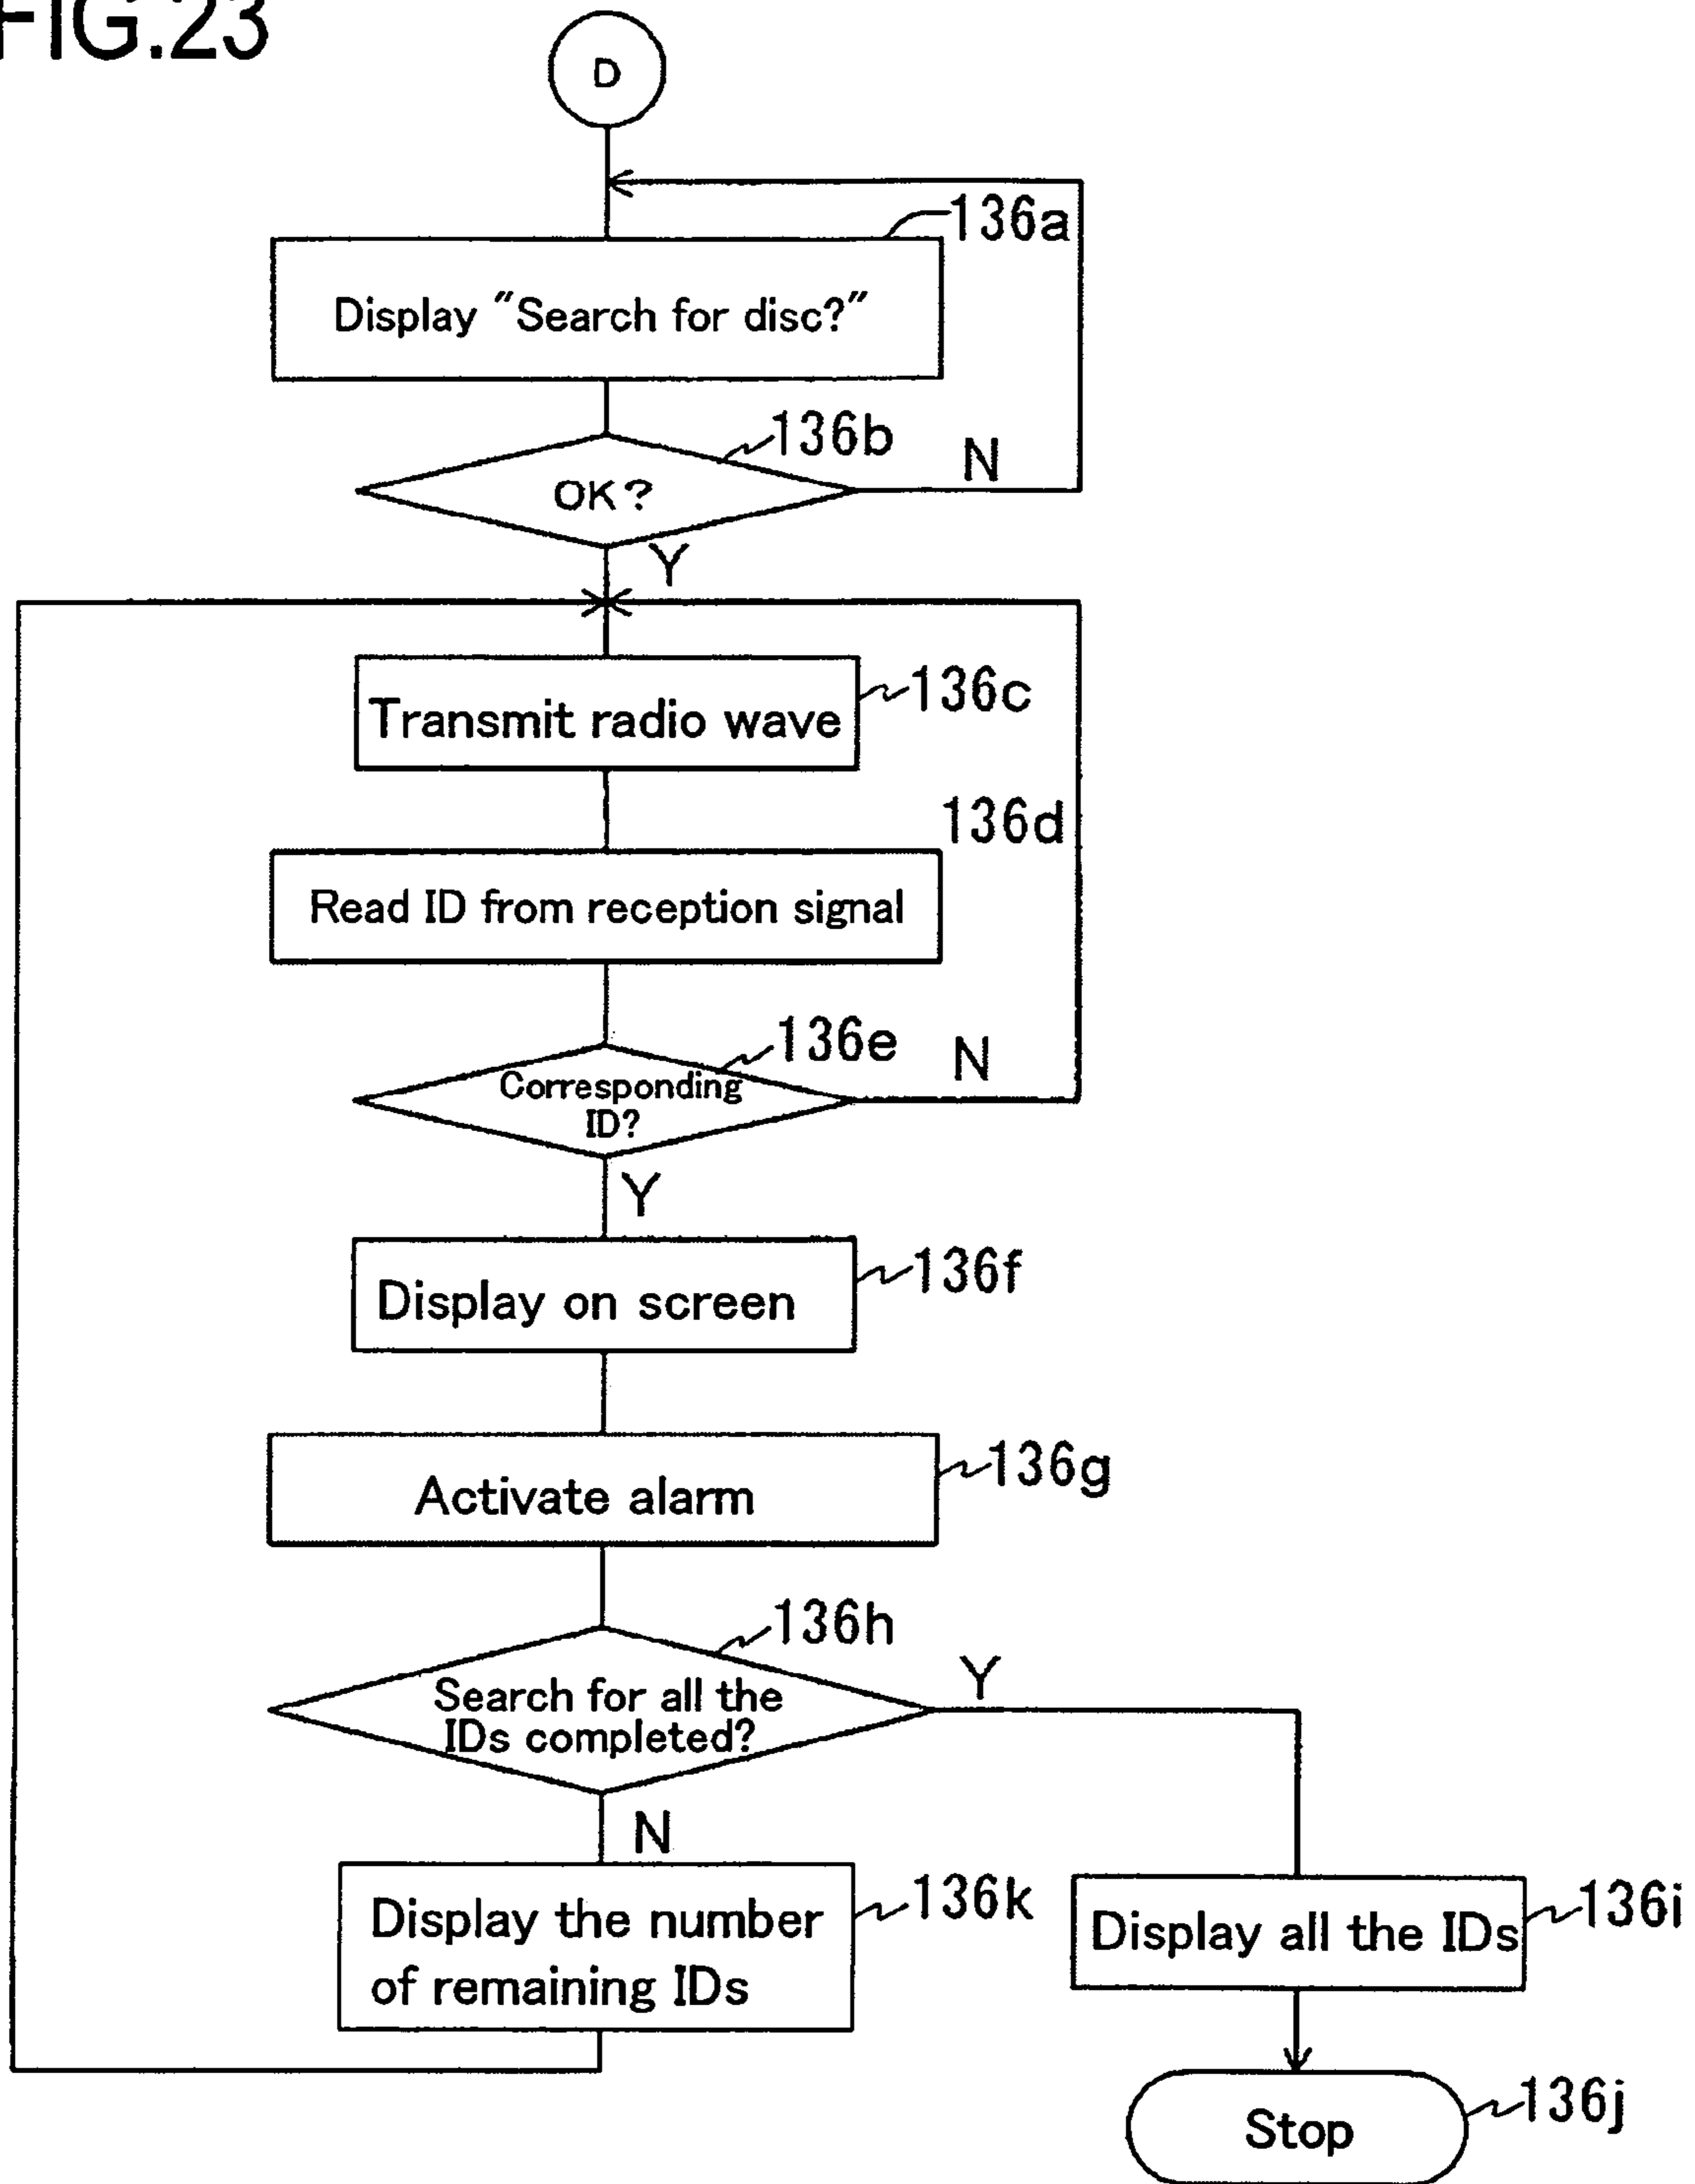 FIG.23
D
136a
Display "Search for disc?"
136b
N
OK?
Y
136c
Transmit radio wave
136d
Read ID from reception signal
136e
N
Corresponding
ID?
Y
136f
Display on screen
136g
Activate alarm
136h
Y
Search for all the
IDs completed?
N
136k
Display the number
of remaining IDs
136i
Display all the IDs
136j
Stop